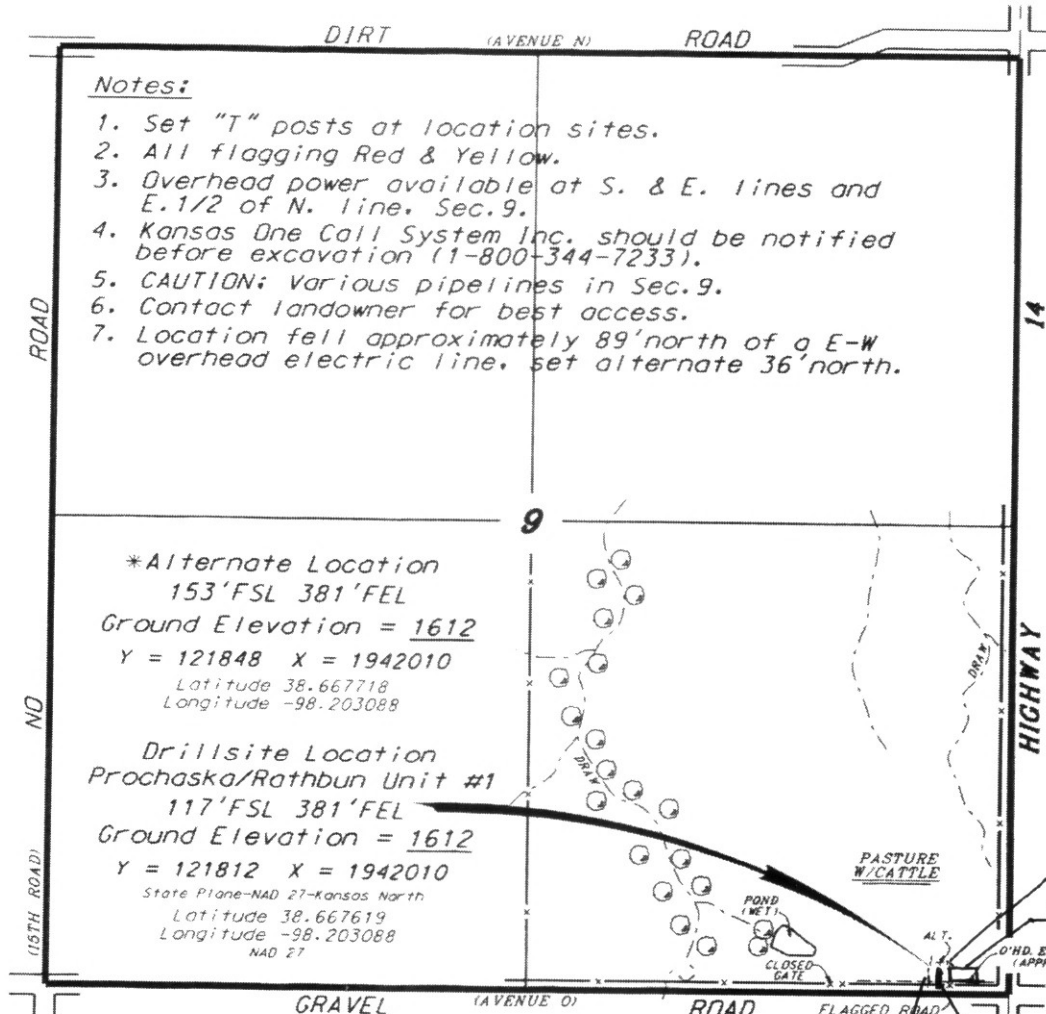 DIRT (AVENUE N) ROAD
Notes:
1. Set "T" posts at location sites.
2. All flagging Red & Yellow.
3. Overhead power available at S. & E. lines and
E.1/2 of N. line, Sec.9.
4. Kansas One Call System Inc. should be notified
before excavation (1-800-344-7233).
5. CAUTION: Various pipelines in Sec.9.
6. Contact landowner for best access.
7. Location fell approximately 89'north of a E-W
overhead electric line, set alternate 36'north.
NO ROAD
(15TH ROAD)
14
HIGHWAY
9
*Alternate Location
153'FSL 381'FEL
Ground Elevation = 1612
Y = 121848 X = 1942010
Latitude 38.667718
Longitude -98.203088
Drillsite Location
Prochaska/Rathbun Unit #1
117'FSL 381'FEL
Ground Elevation = 1612
Y = 121812 X = 1942010
State Plane-NAD 27-Kansas North
Latitude 38.667619
Longitude -98.203088
NAD 27
DRAW
DRAW
PASTURE
W/CATTLE
POND
(WET)
CLOSED
GATE
ALT.
O'HD. E
(APPR
GRAVEL (AVENUE O) ROAD
FLAGGED ROAD